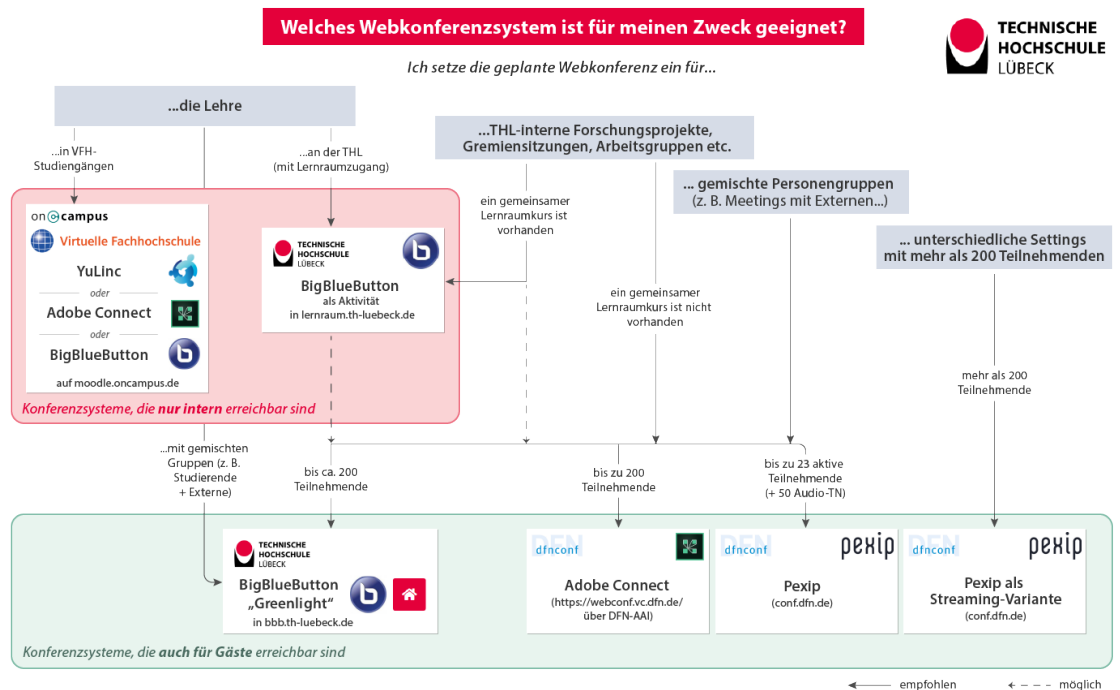 Welches Webkonferenzsystem ist für meinen Zweck geeignet?
TECHNISCHE
HOCHSCHULE
LÜBECK
Ich setze die geplante Webkonferenz ein für...
...die Lehre
...THL-interne Forschungsprojekte,
Gremiensitzungen, Arbeitsgruppen etc.
... gemischte Personengruppen
(z. B. Meetings mit Externen...)
... unterschiedliche Settings
mit mehr als 200 Teilnehmenden
...in VFH-
Studiengängen
...an der THL
(mit Lernraumzugang)
ein gemeinsamer
Lernraumkurs ist
vorhanden
ein gemeinsamer
Lernraumkurs ist nicht
vorhanden
mehr als 200
Teilnehmende
on campus
Virtuelle Fachhochschule
YuLinc
oder
Adobe Connect
oder
BigBlueButton
auf moodle.oncampus.de
TECHNISCHE
HOCHSCHULE
LÜBECK
b
BigBlueButton
als Aktivität
in lernraum.th-luebeck.de
Konferenzsysteme, die nur intern erreichbar sind
...mit gemischten
Gruppen (z. B.
Studierende
+ Externe)
bis ca. 200
Teilnehmende
bis zu 200
Teilnehmende
bis zu 23 aktive
Teilnehmende
(+ 50 Audio-TN)
TECHNISCHE
HOCHSCHULE
LÜBECK
BigBlueButton
„Greenlight“
in bbb.th-luebeck.de
b
DFN
dfnconf
Adobe Connect
(https://webconf.vc.dfn.de/
über DFN-AAI)
DFN
dfnconf
pexip
Pexip
(conf.dfn.de)
DFN
dfnconf
pexip
Pexip als
Streaming-Variante
(conf.dfn.de)
Konferenzsysteme, die auch für Gäste erreichbar sind
empfohlen
möglich